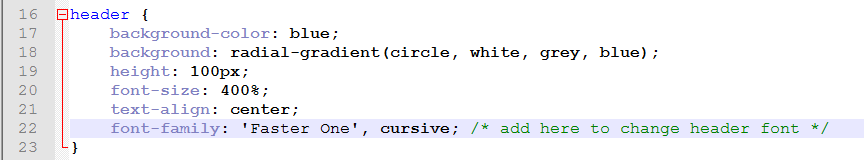 16 header {
17 background-color: blue;
18 background: radial-gradient(circle, white, grey, blue);
19 height: 100px;
20 font-size: 400%;
21 text-align: center;
22 font-family: 'Faster One', cursive; /* add here to change header font */
23 }